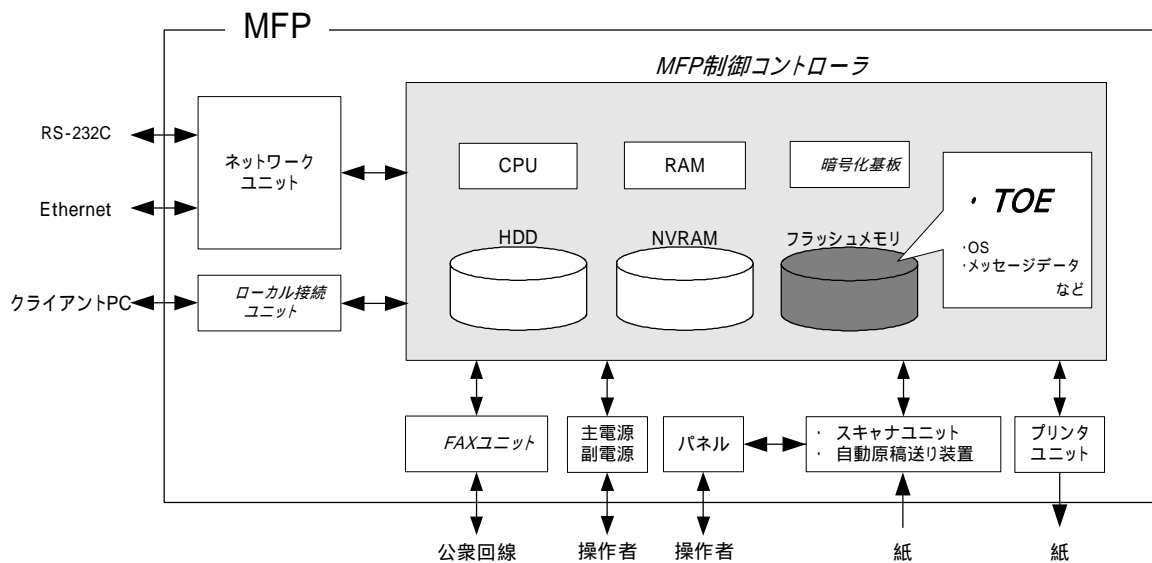 MFP
MFP制御コントローラ
RS-232C
Ethernet
ネットワーク
ユニット
CPU
RAM
暗号化基板
・ TOE
・OS
・メッセージデータ
など
HDD
NVRAM
フラッシュメモリ
クライアントPC
ローカル接続
ユニット
FAXユニット
主電源
副電源
パネル
・ スキャナユニット
・ 自動原稿送り装置
プリンタ
ユニット
公衆回線
操作者
操作者
紙
紙